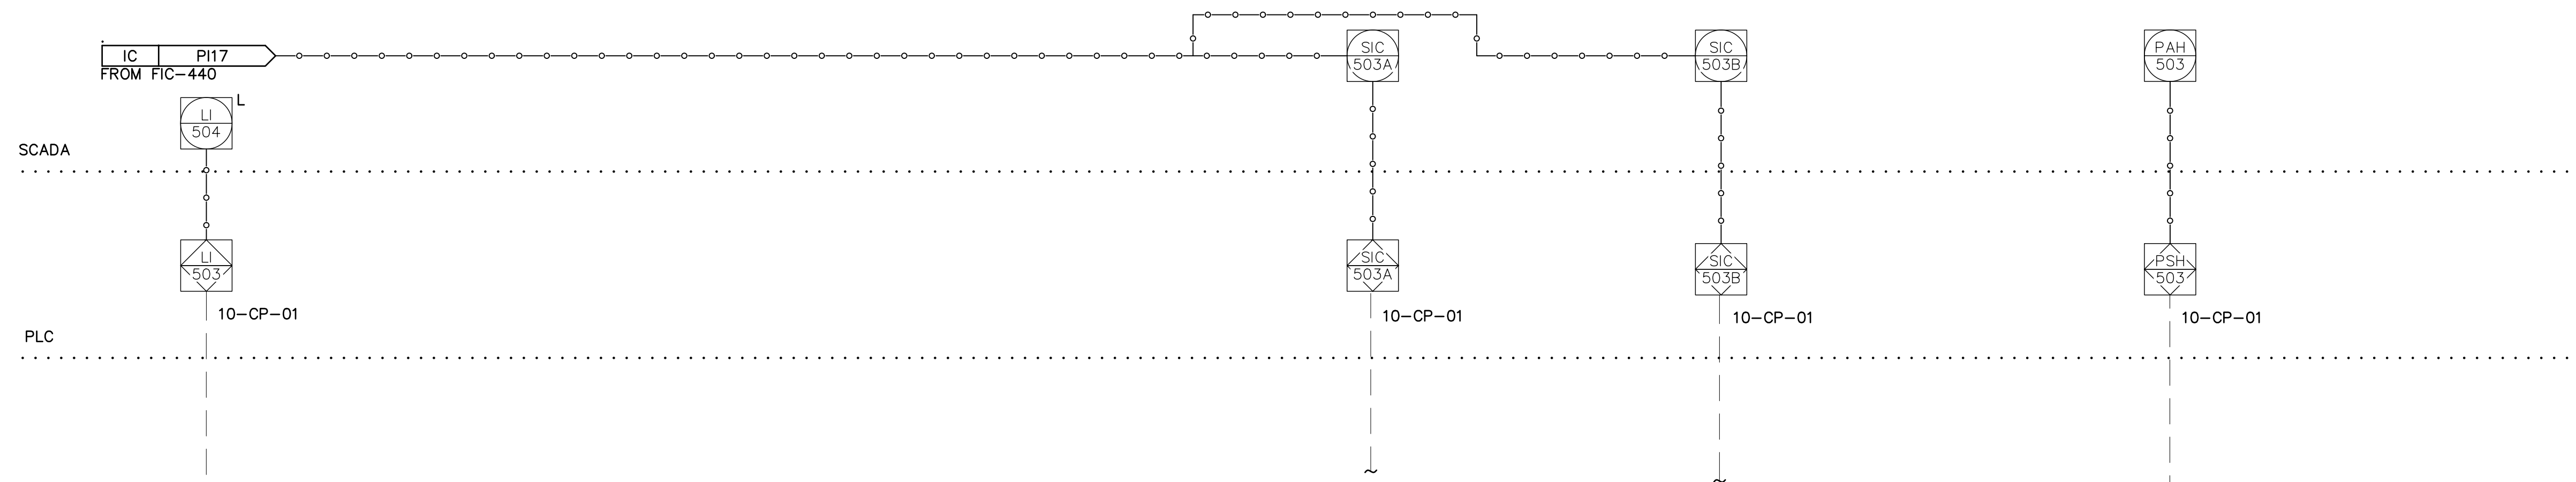 IC PI17
FROM FIC-440
SIC
503A
SIC
503B
PAH
503
L
LI
504
SCADA
LI
503
SIC
503A
SIC
503B
PSH
503
10-CP-01
10-CP-01
10-CP-01
10-CP-01
PLC
~
~